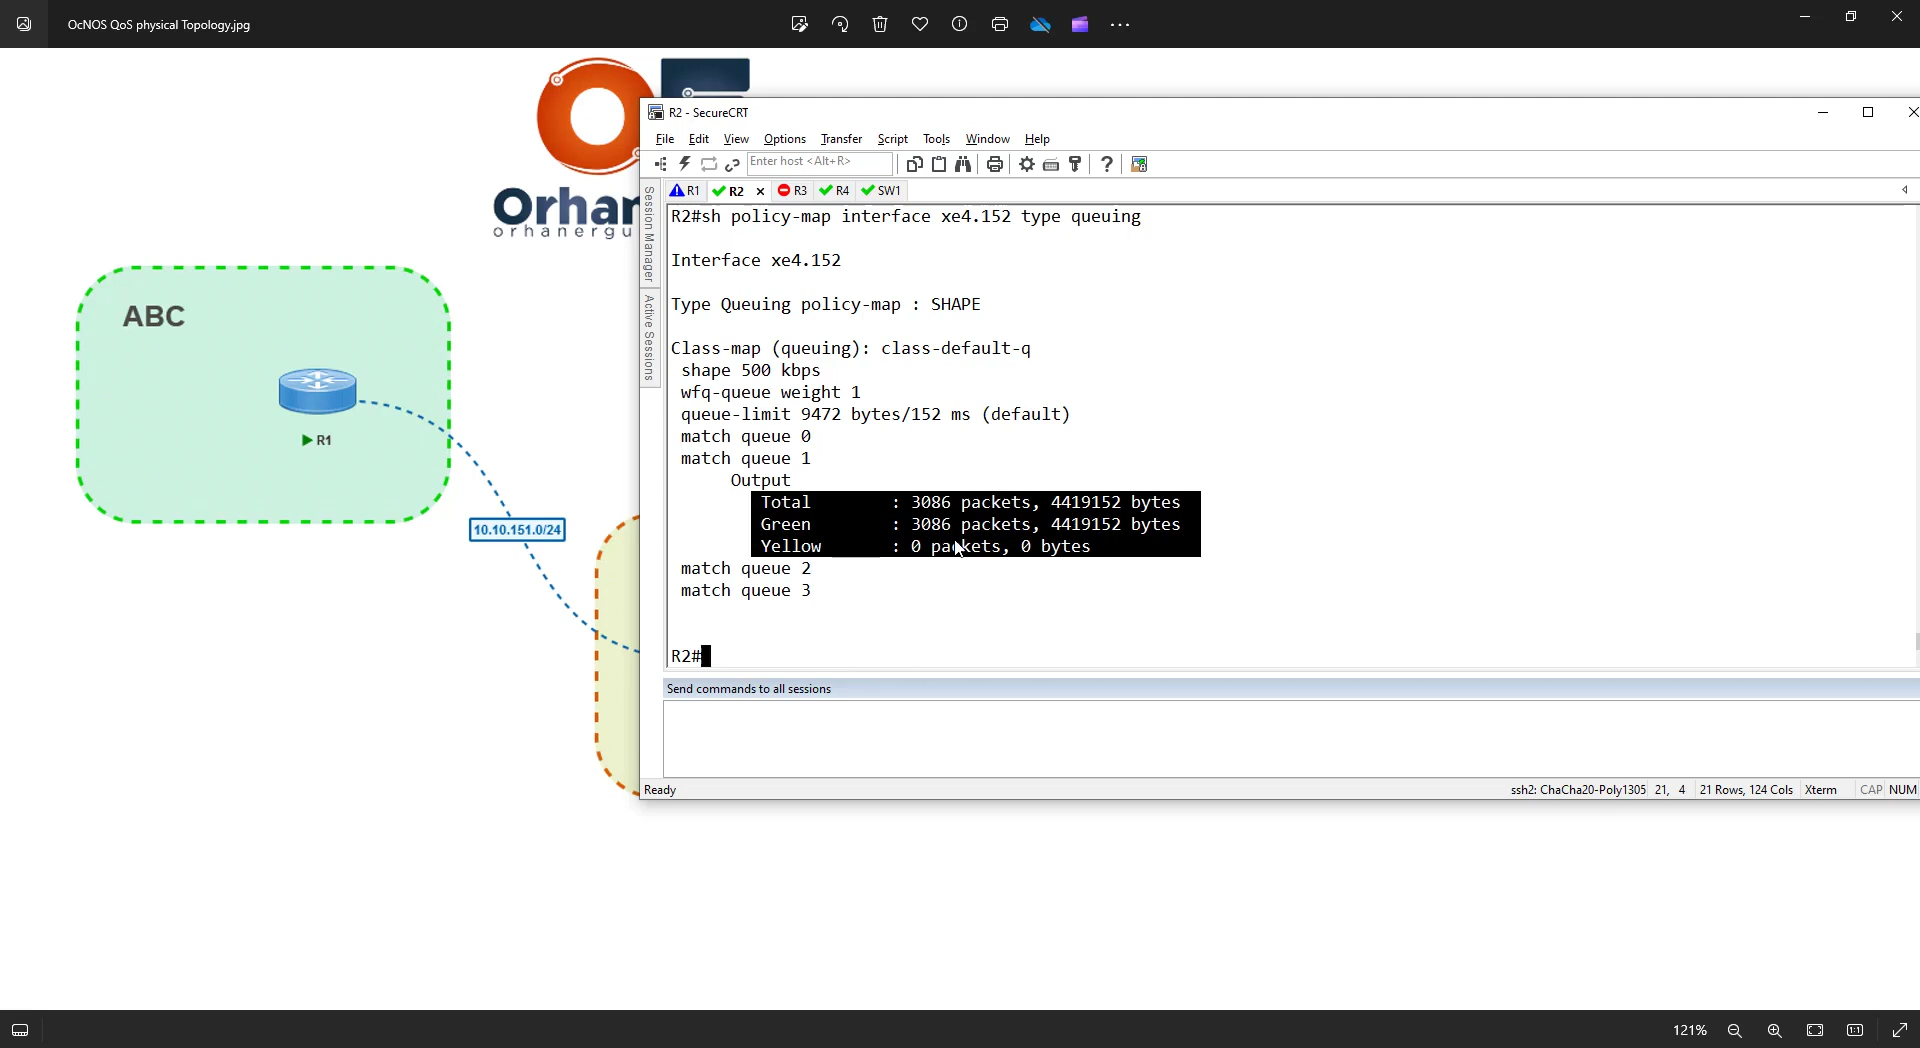 OcNOS QoS physical Topology.jpg
Orhan
orhanergu
R2 - SecureCRT
File Edit View Options Transfer Script Tools Window Help
Enter host <Alt+R>
R1 R2 R3 R4 SW1
Session Manager
Active Sessions
R2#sh policy-map interface xe4.152 type queuing
Interface xe4.152
Type Queuing policy-map : SHAPE
Class-map (queuing): class-default-q
shape 500 kbps
wfq-queue weight 1
queue-limit 9472 bytes/152 ms (default)
match queue 0
match queue 1
Output
Total : 3086 packets, 4419152 bytes
Green : 3086 packets, 4419152 bytes
Yellow : 0 packets, 0 bytes
match queue 2
match queue 3
R2#
Send commands to all sessions
Ready ssh2: ChaCha20-Poly1305 21, 4 21 Rows, 124 Cols Xterm CAP NUM
ABC
R1
10.10.151.0/24
121%
1:1